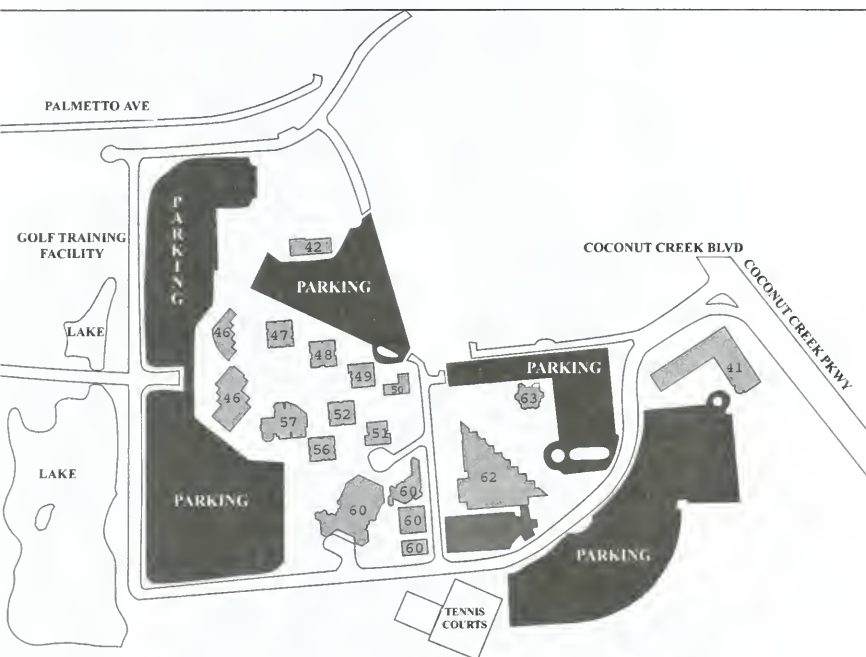 PALMETTO AVE
PARKING
GOLF TRAINING
FACILITY
42
COCONUT CREEK BLVD
COCONUT CREEK PKWY
PARKING
LAKE
46
47
48
49
50
PARKING
41
46
57
52
51
63
56
LAKE
PARKING
60
60
60
60
62
PARKING
TENNIS
COURTS